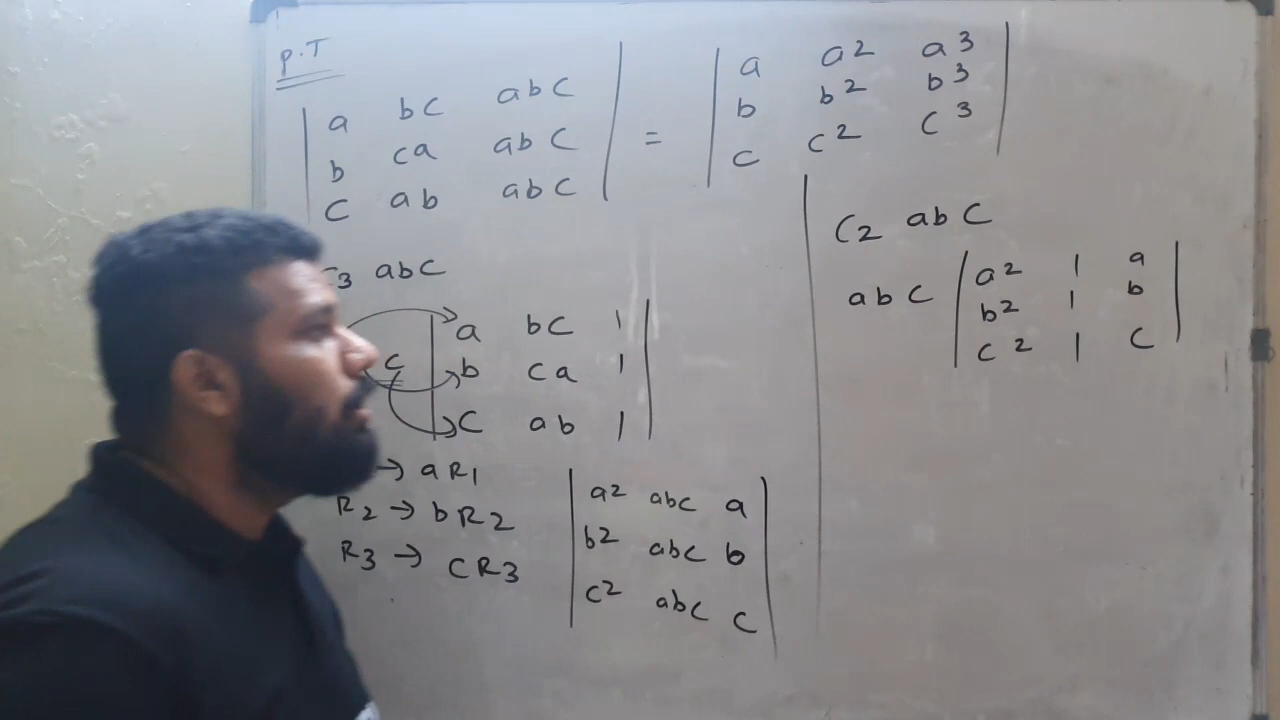 P.T
| a bc abc | = | a a2 a3 |
| b ca abc | | b b2 b3 |
| c ab abc | | c c2 c3 |
3 abc
c | a bc 1 |
| b ca 1 |
| c ab 1 |
→ aR1
R2 → bR2
R3 → cR3
| a2 abc a |
| b2 abc b |
| c2 abc c |
C2 abc
abc | a2 1 a |
| b2 1 b |
| c2 1 c |